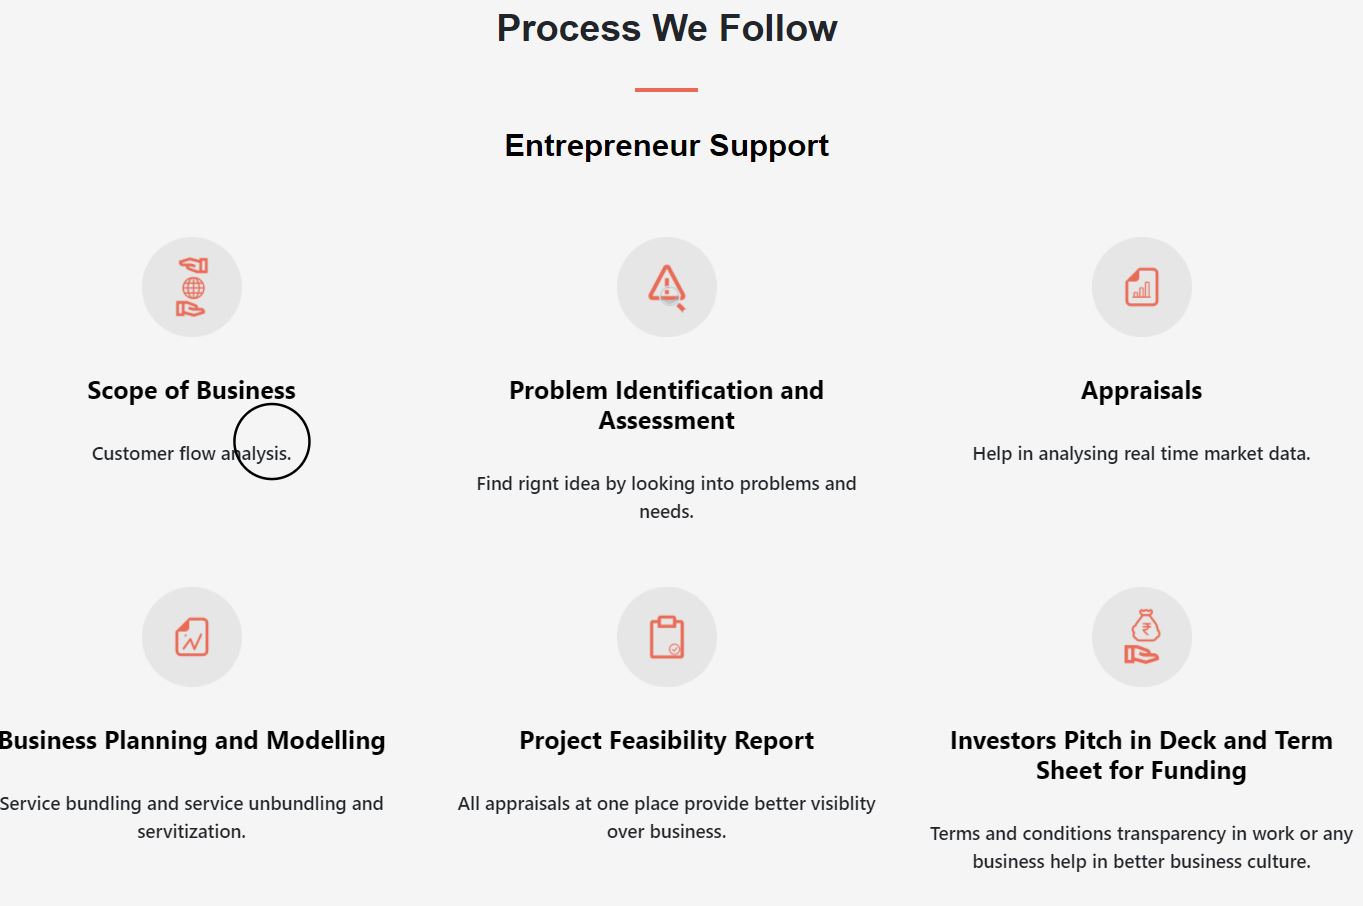 Process We Follow
Entrepreneur Support
Scope of Business
Customer flow analysis.
Problem Identification and
Assessment
Find rignt idea by looking into problems and
needs.
Appraisals
Help in analysing real time market data.
Business Planning and Modelling
Service bundling and service unbundling and
servitization.
Project Feasibility Report
All appraisals at one place provide better visiblity
over business.
₹
Investors Pitch in Deck and Term
Sheet for Funding
Terms and conditions transparency in work or any
business help in better business culture.